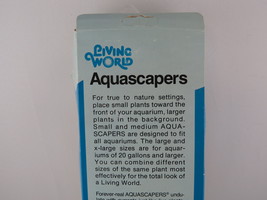 LIVING
WORLD
Aquascapers
For true to nature settings,
place small plants toward the
front of your aquarium, larger
plants in the background.
Small and medium AQUA-
SCAPERS are designed to fit
all aquariums. The large and
x-large sizes are for aquar-
iums of 20 gallons and larger.
You can combine different
sizes of the same plant most
effectively for the total look of
a Living World.
Forever-real AQUASCAPERS® undu-